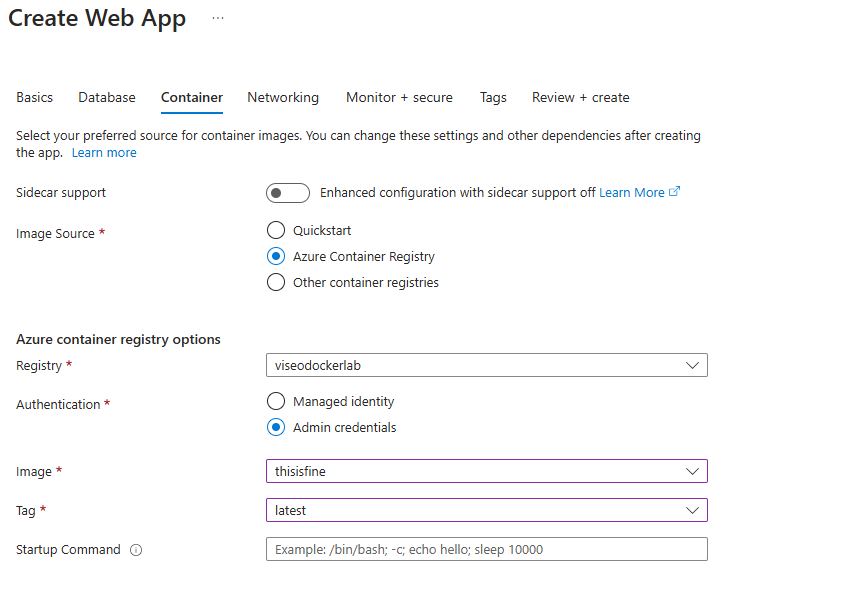 Create Web App ...
Basics Database Container Networking Monitor + secure Tags Review + create
Select your preferred source for container images. You can change these settings and other dependencies after creating
the app. Learn more
Sidecar support Enhanced configuration with sidecar support off Learn More
Image Source * Quickstart
Azure Container Registry
Other container registries
Azure container registry options
Registry * viseodockerlab
Authentication * Managed identity
Admin credentials
Image * thisisfine
Tag * latest
Startup Command Example: /bin/bash; -c; echo hello; sleep 10000